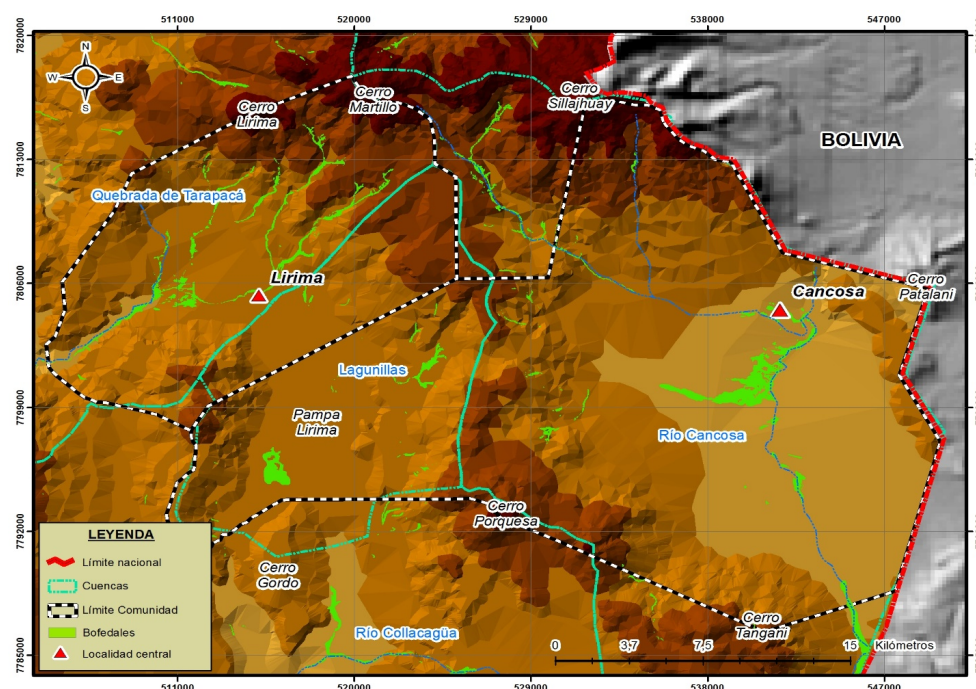 511000
520000
529000
538000
547000
7820000
7813000
7806000
7799000
7792000
7785000
N
W
E
S
Cerro
Lirima
Cerro
Martillo
Cerro
Sillajhuay
BOLIVIA
Quebrada de Tarapacá
Lirima
Cancosa
Cerro
Patalani
Lagunillas
Pampa
Lirima
Río Cancosa
Cerro
Porquesa
Cerro
Gordo
Cerro
Tangani
Río Collacagüa
LEYENDA
Límite nacional
Cuencas
Límite Comunidad
Bofedales
Localidad central
0
3,7
7,5
15
Kilómetros
511000
520000
529000
538000
547000